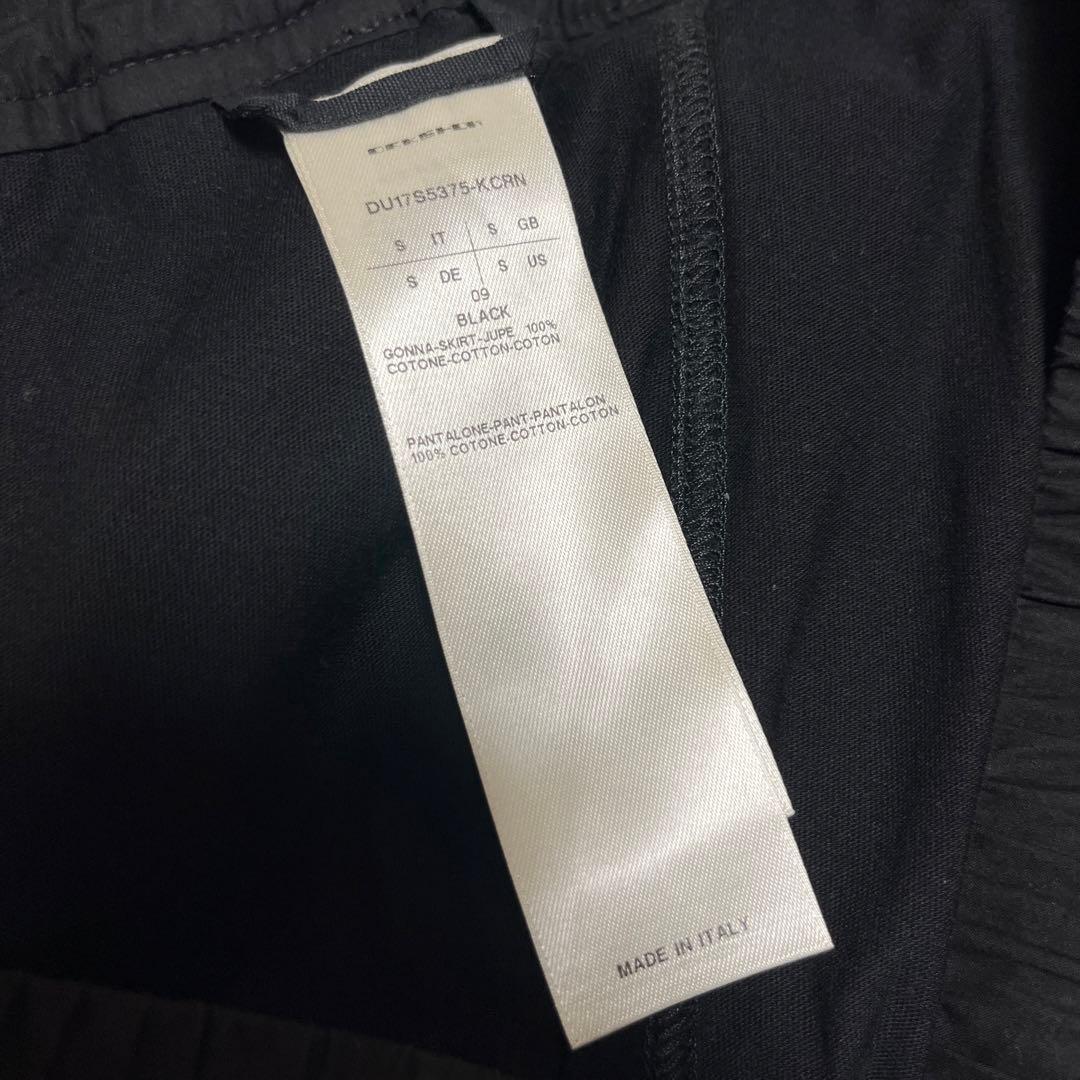 DRKSHDW
DU17S5375-KCRN
S IT S GB
S DE S US
09
BLACK
GONNA-SKIRT-JUPE 100%
COTONE-COTTON-COTON
PANTALONE-PANT-PANTALON
100% COTONE-COTTON-COTON
MADE IN ITALY